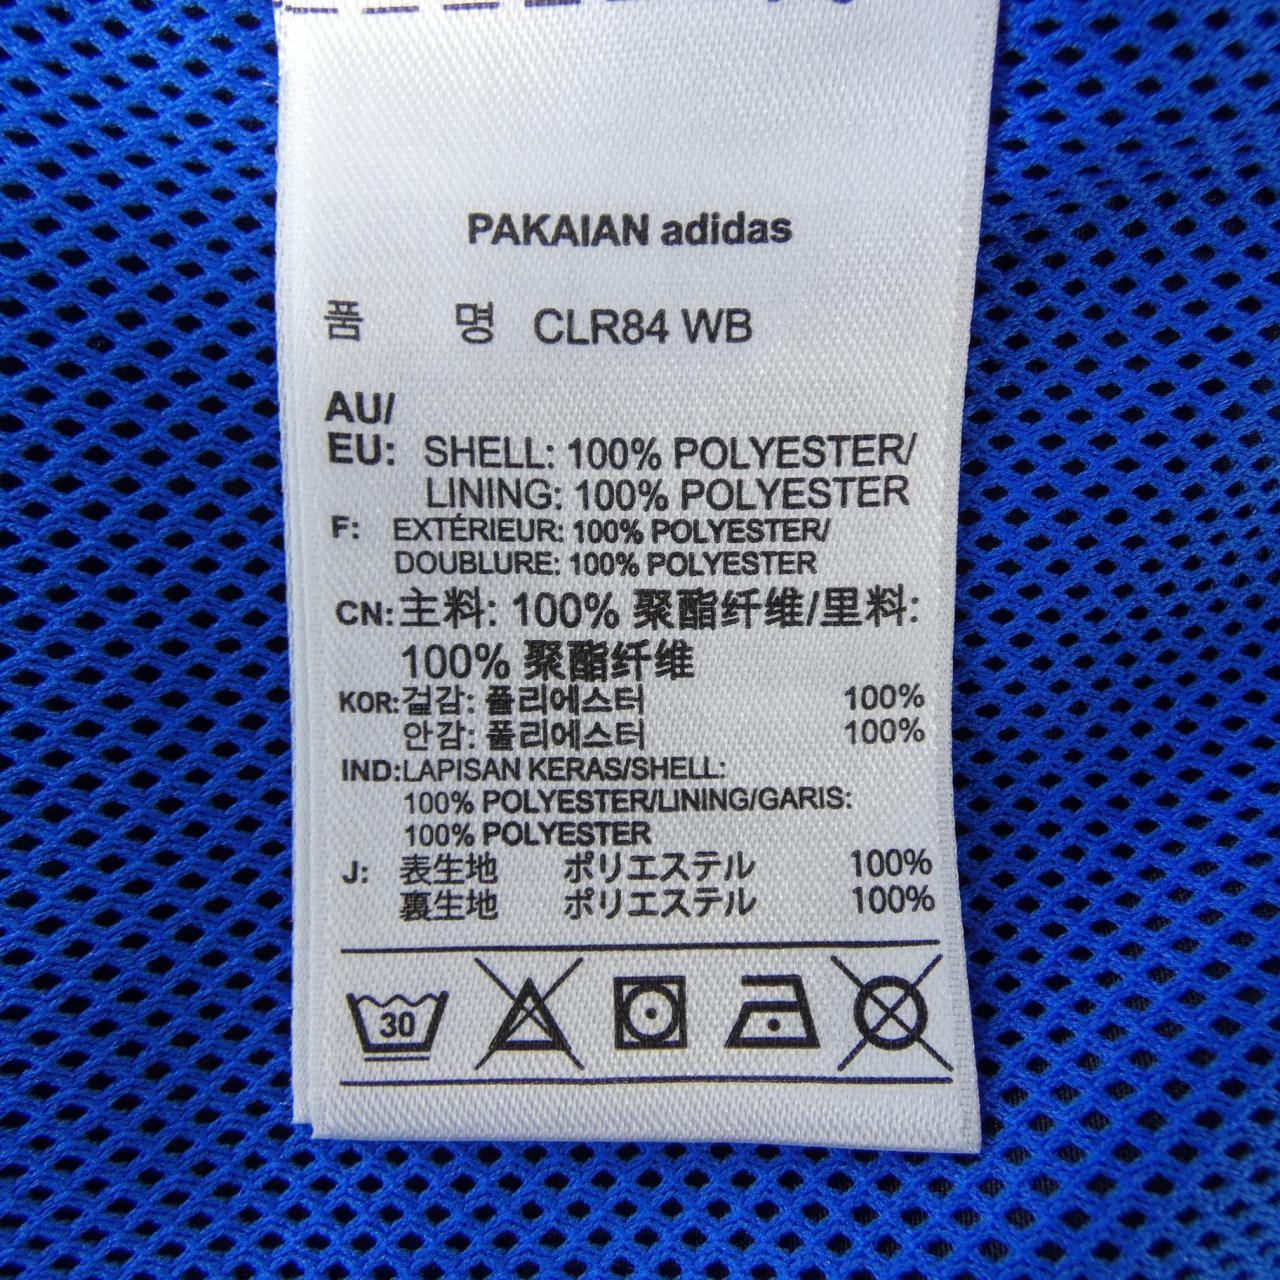 PAKAIAN adidas
품 명 CLR84 WB
AU/
EU: SHELL: 100% POLYESTER/
LINING: 100% POLYESTER
F: EXTÉRIEUR: 100% POLYESTER/
DOUBLURE: 100% POLYESTER
CN: 主料: 100% 聚酯纤维/里料:
100% 聚酯纤维
KOR: 겉감: 폴리에스터 100%
안감: 폴리에스터 100%
IND: LAPISAN KERAS/SHELL:
100% POLYESTER/LINING/GARIS:
100% POLYESTER
J: 表生地 ポリエステル 100%
裏生地 ポリエステル 100%
30